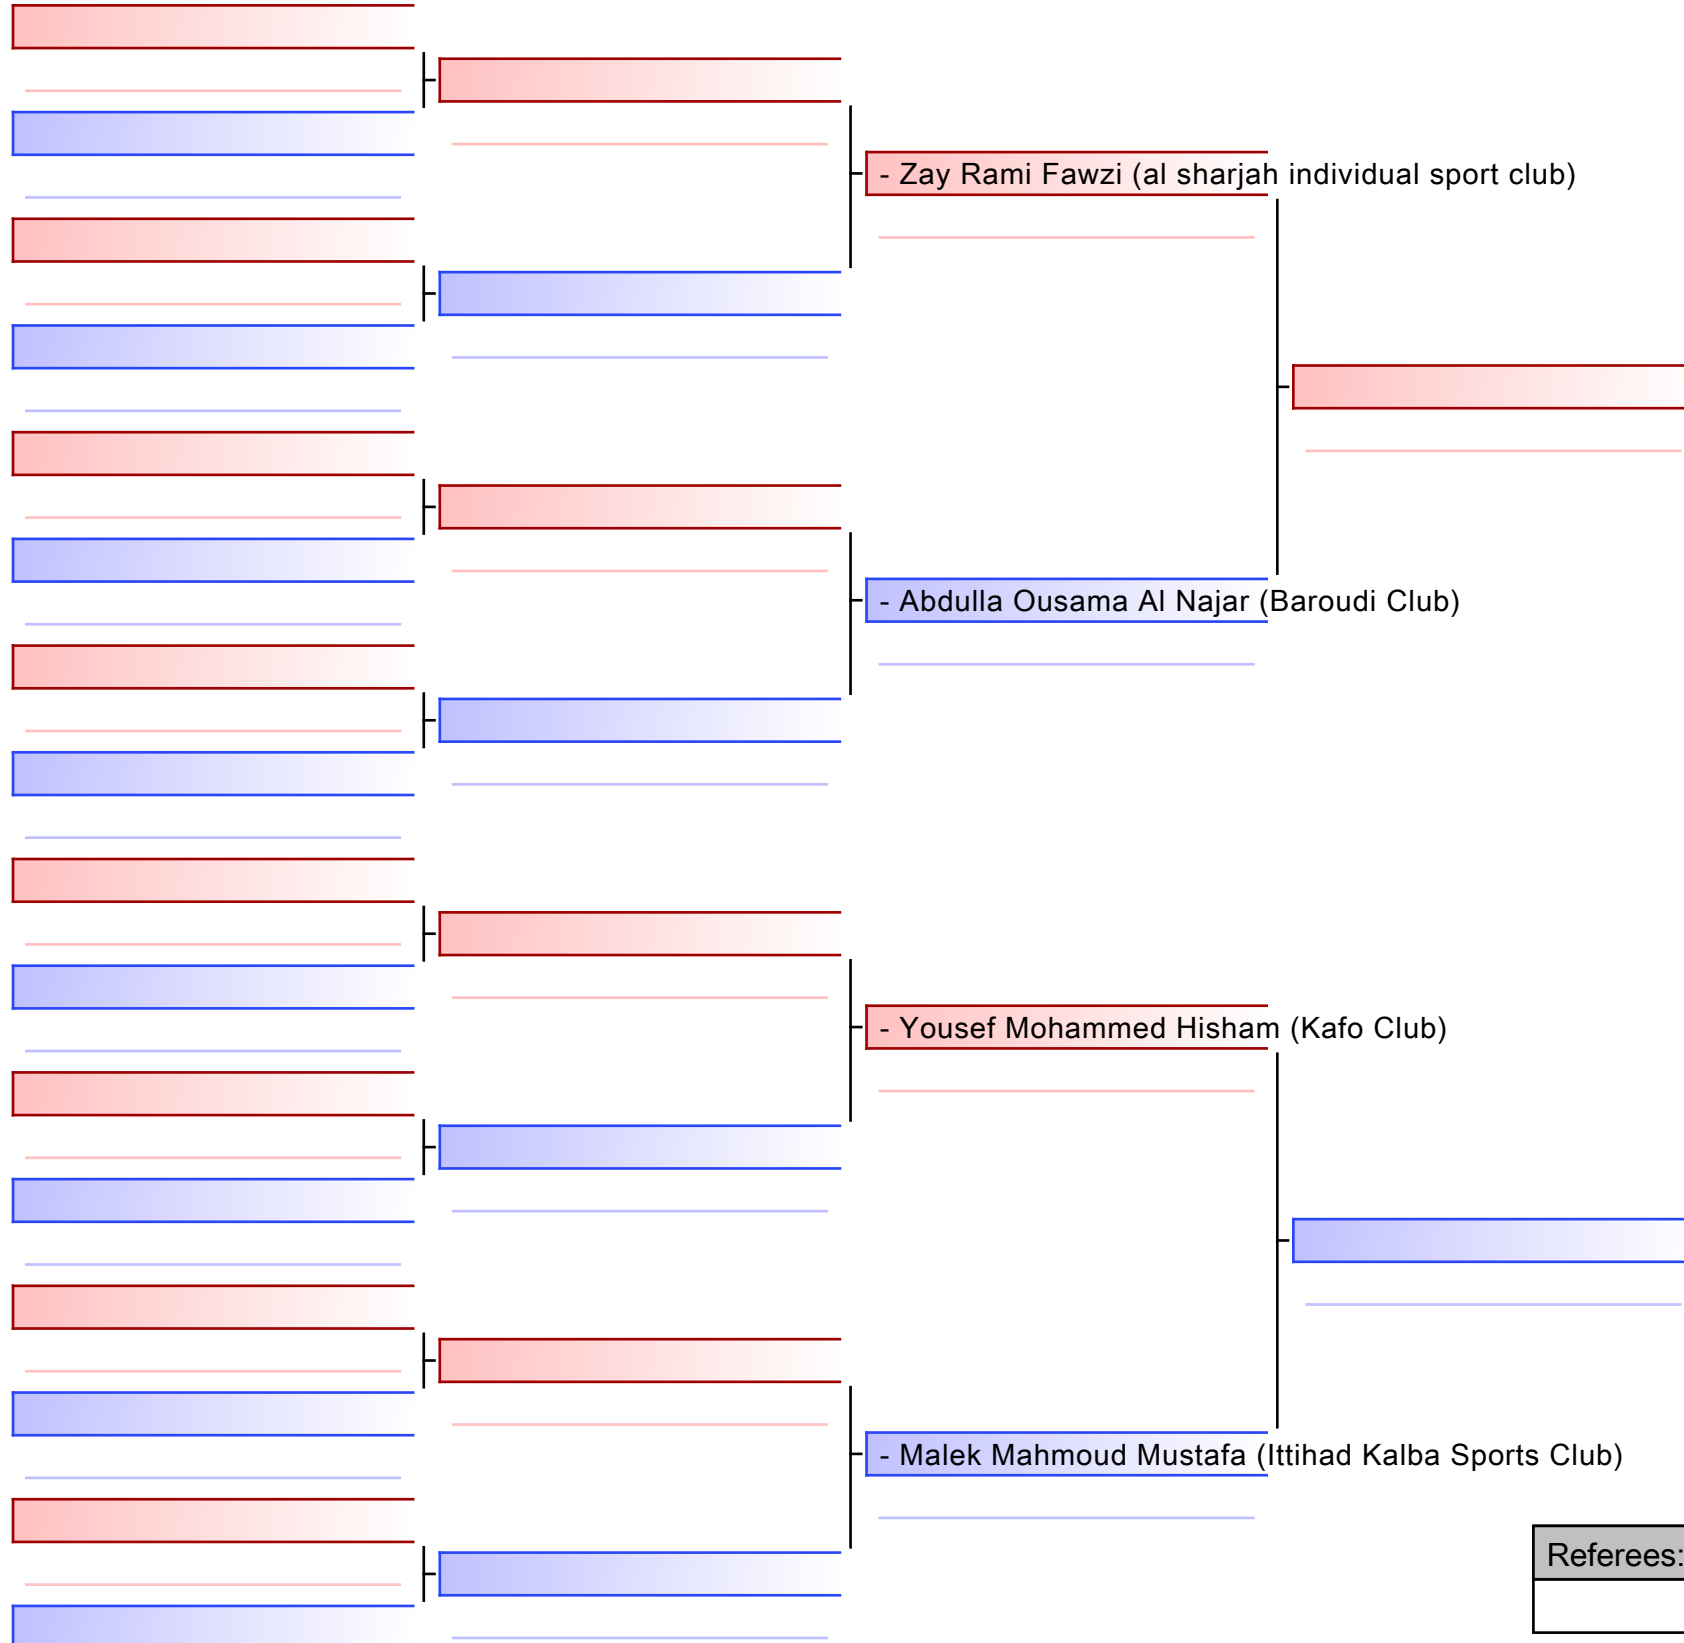 - Zay Rami Fawzi (al sharjah individual sport club)
- Abdulla Ousama Al Najar (Baroudi Club)
- Yousef Mohammed Hisham (Kafo Club)
- Malek Mahmoud Mustafa (Ittihad Kalba Sports Club)
Referees: